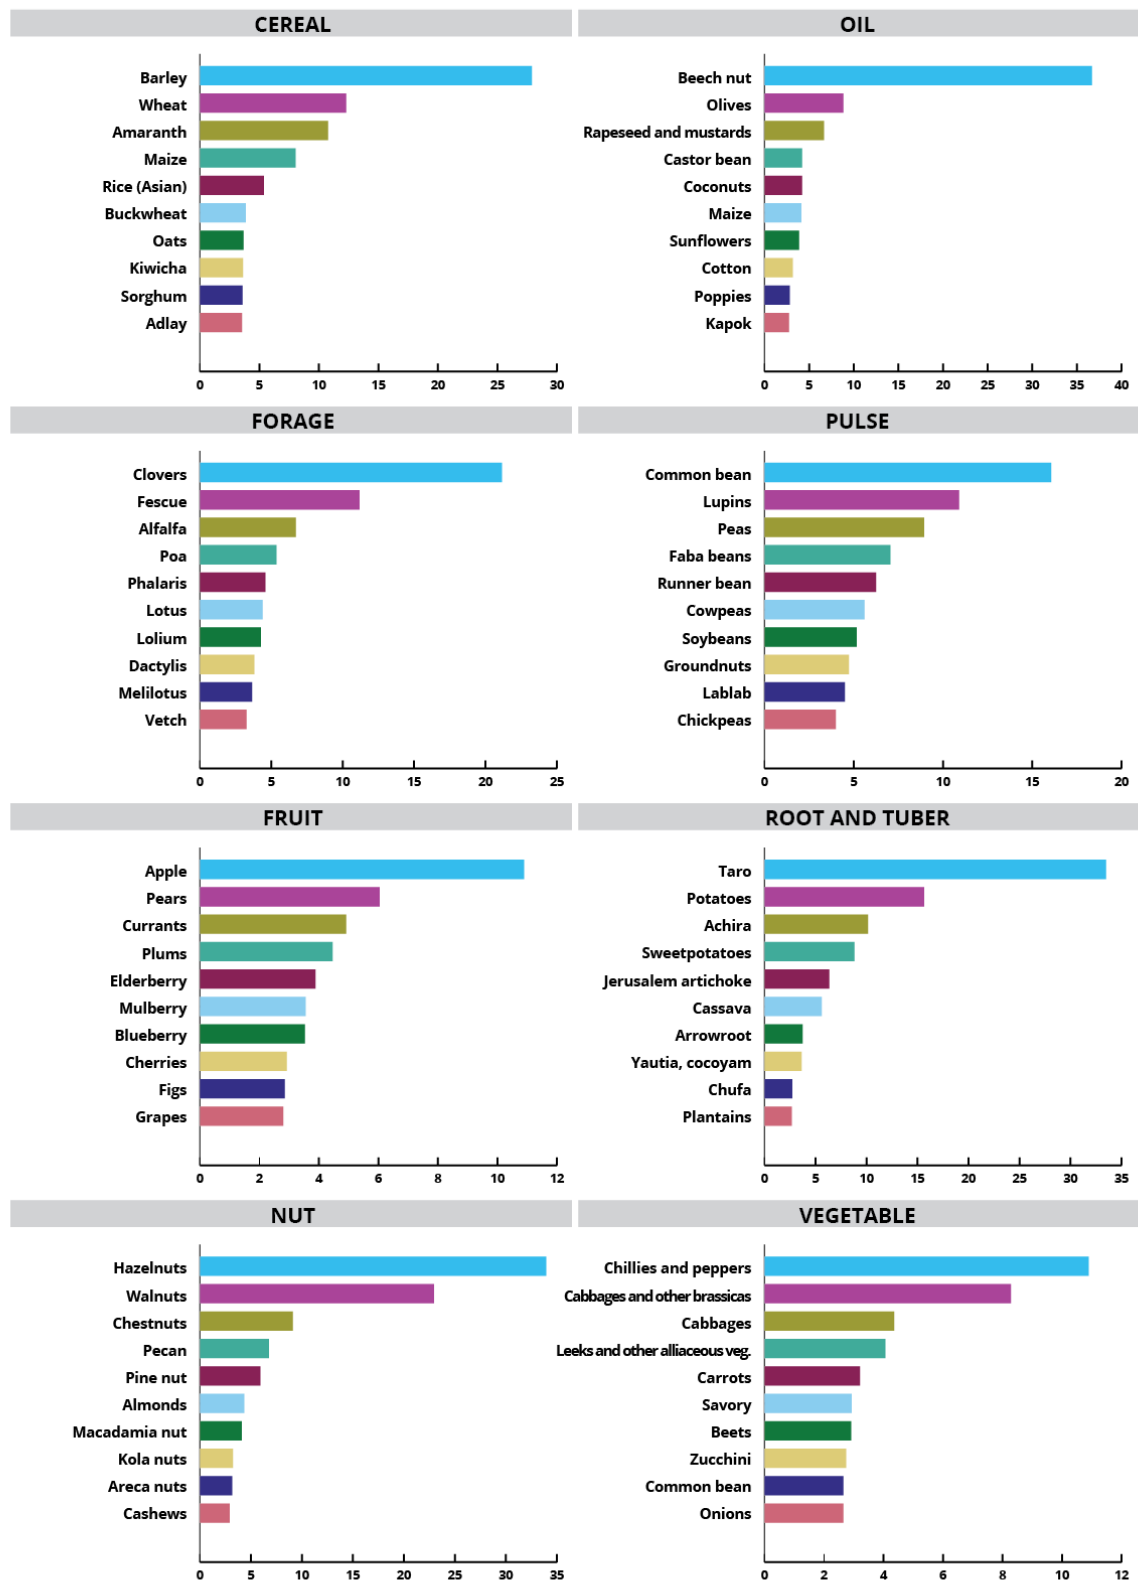 CEREAL
Barley
Wheat
Amaranth
Maize
Rice (Asian)
Buckwheat
Oats
Kiwicha
Sorghum
Adlay
0 5 10 15 20 25 30
OIL
Beech nut
Olives
Rapeseed and mustards
Castor bean
Coconuts
Maize
Sunflowers
Cotton
Poppies
Kapok
0 5 10 15 20 25 30 35 40
FORAGE
Clovers
Fescue
Alfalfa
Poa
Phalaris
Lotus
Lolium
Dactylis
Melilotus
Vetch
0 5 10 15 20 25
PULSE
Common bean
Lupins
Peas
Faba beans
Runner bean
Cowpeas
Soybeans
Groundnuts
Lablab
Chickpeas
0 5 10 15 20
FRUIT
Apple
Pears
Currants
Plums
Elderberry
Mulberry
Blueberry
Cherries
Figs
Grapes
0 2 4 6 8 10 12
ROOT AND TUBER
Taro
Potatoes
Achira
Sweetpotatoes
Jerusalem artichoke
Cassava
Arrowroot
Yautia, cocoyam
Chufa
Plantains
0 5 10 15 20 25 30 35
NUT
Hazelnuts
Walnuts
Chestnuts
Pecan
Pine nut
Almonds
Macadamia nut
Kola nuts
Areca nuts
Cashews
0 5 10 15 20 25 30 35
VEGETABLE
Chillies and peppers
Cabbages and other brassicas
Cabbages
Leeks and other alliaceous veg.
Carrots
Savory
Beets
Zucchini
Common bean
Onions
0 2 4 6 8 10 12